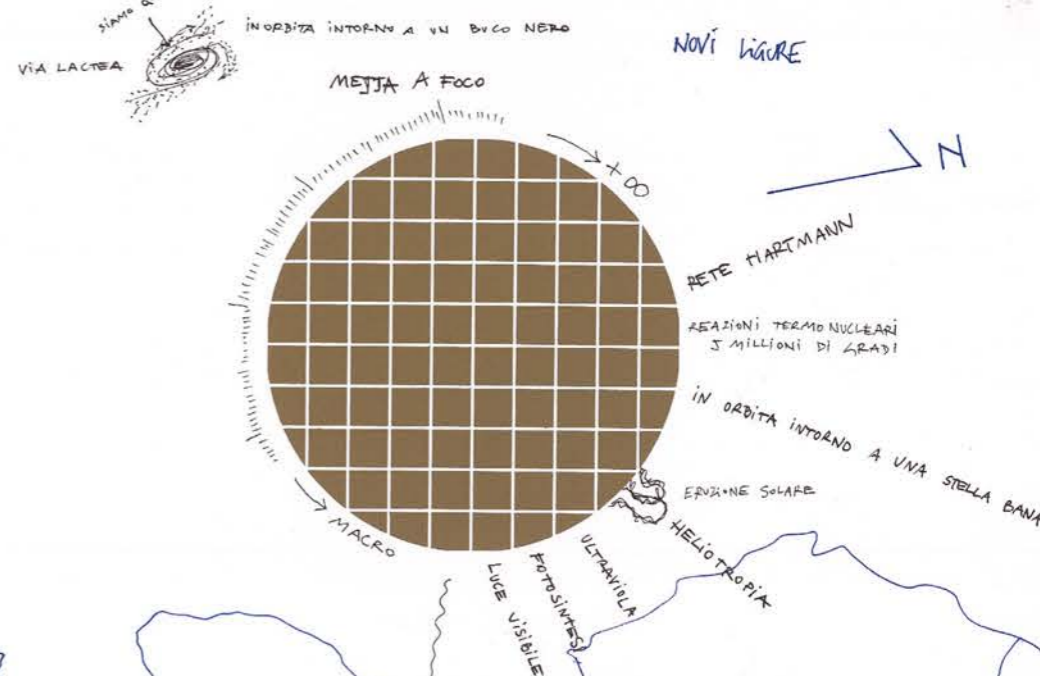 SIAMO
IN ORBITA INTORNO A UN BUCO NERO
VIA LACTEA
NOVI LIGURE
MESSA A FOCO
+ ∞
N
RETE HARTMANN
REAZIONI TERMONUCLEARI
5 MILLIONI DI GRADI
IN ORBITA INTORNO A UNA STELLA
ERUZIONE SOLARE
HELIOTROPIA
ULTRAVIOLA
FOTOSINTESI
LUCE VISIBILE
MACRO